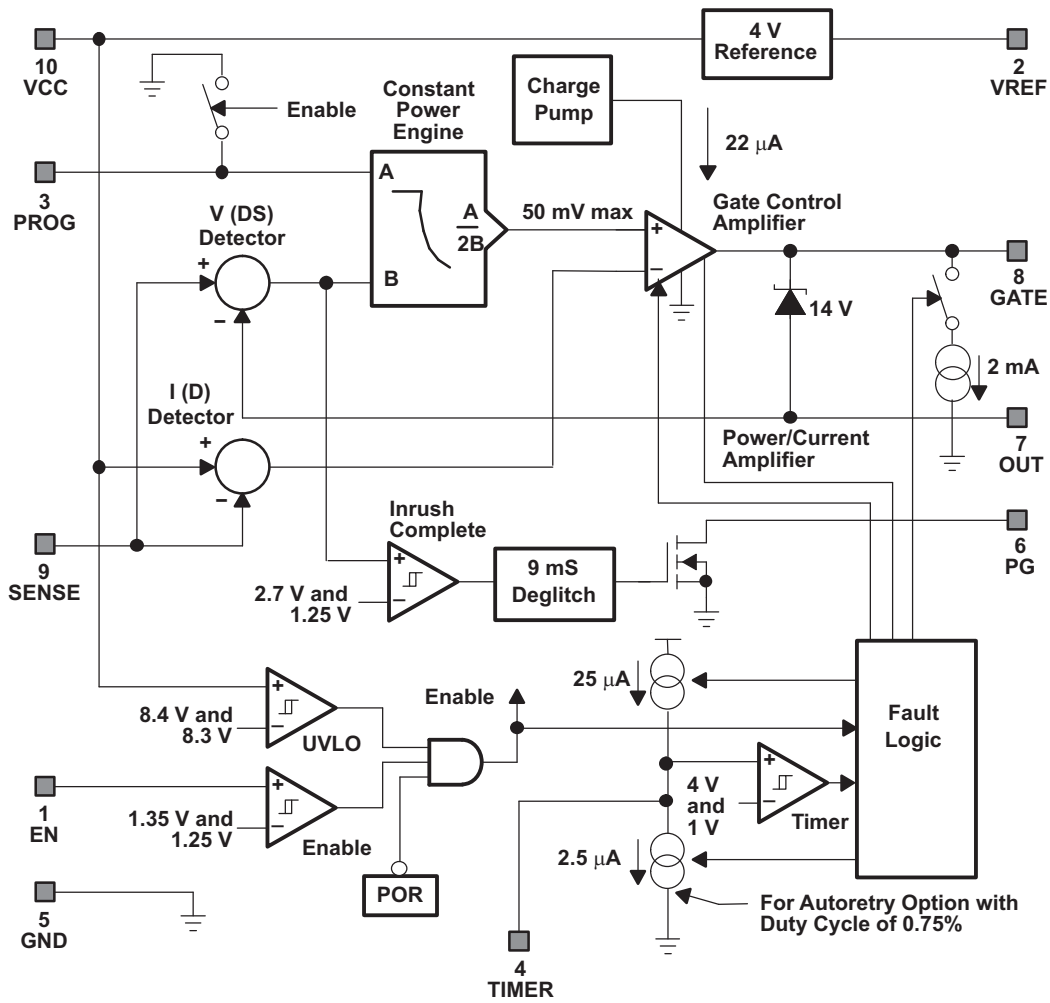 10
VCC
4 V
Reference
2
VREF
Enable
Charge
Pump
Constant
Power
Engine
22 μA
3
PROG
A
B
A
2B
50 mV max
Gate Control
Amplifier
+
−
V (DS)
Detector
+
−
14 V
8
GATE
2 mA
I (D)
Detector
+
−
Power/Current
Amplifier
7
OUT
9
SENSE
Inrush
Complete
+
−
2.7 V and
1.25 V
9 mS
Deglitch
6
PG
25 μA
Fault
Logic
Enable
+
−
8.4 V and
8.3 V
UVLO
1
EN
+
−
1.35 V and
1.25 V
Enable
+
−
4 V
and
1 V
Timer
2.5 μA
POR
5
GND
For Autoretry Option with
Duty Cycle of 0.75%
4
TIMER